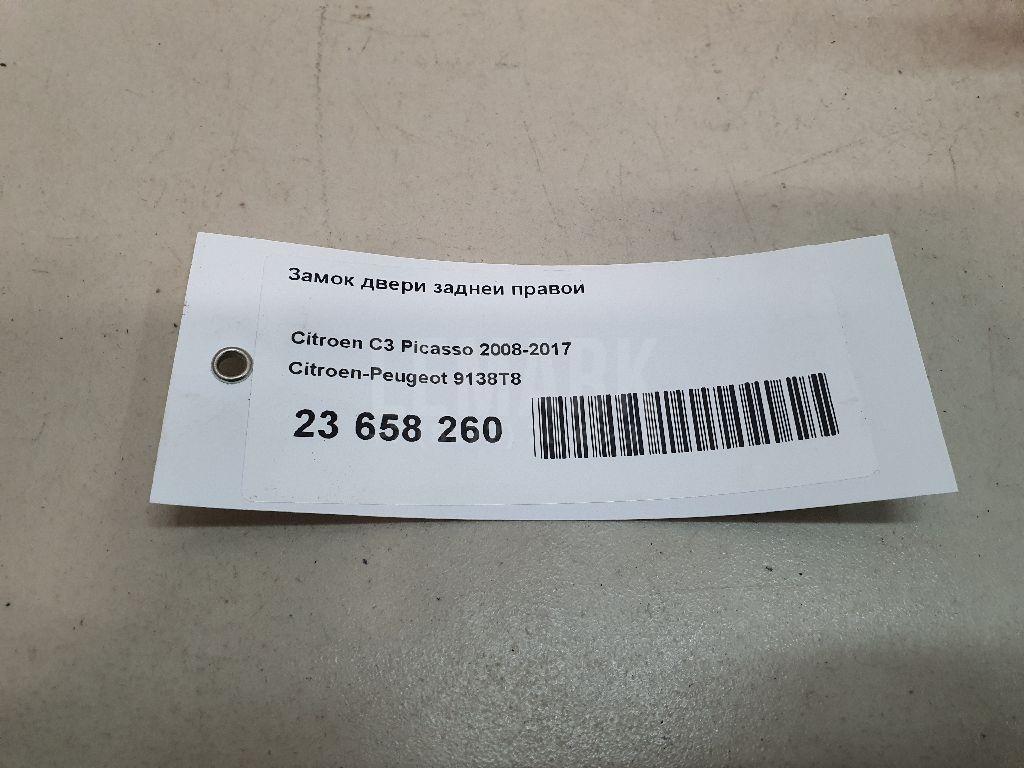 Замок двери заднеи правои
Citroen C3 Picasso 2008-2017
Citroen-Peugeot 9138T8
23 658 260